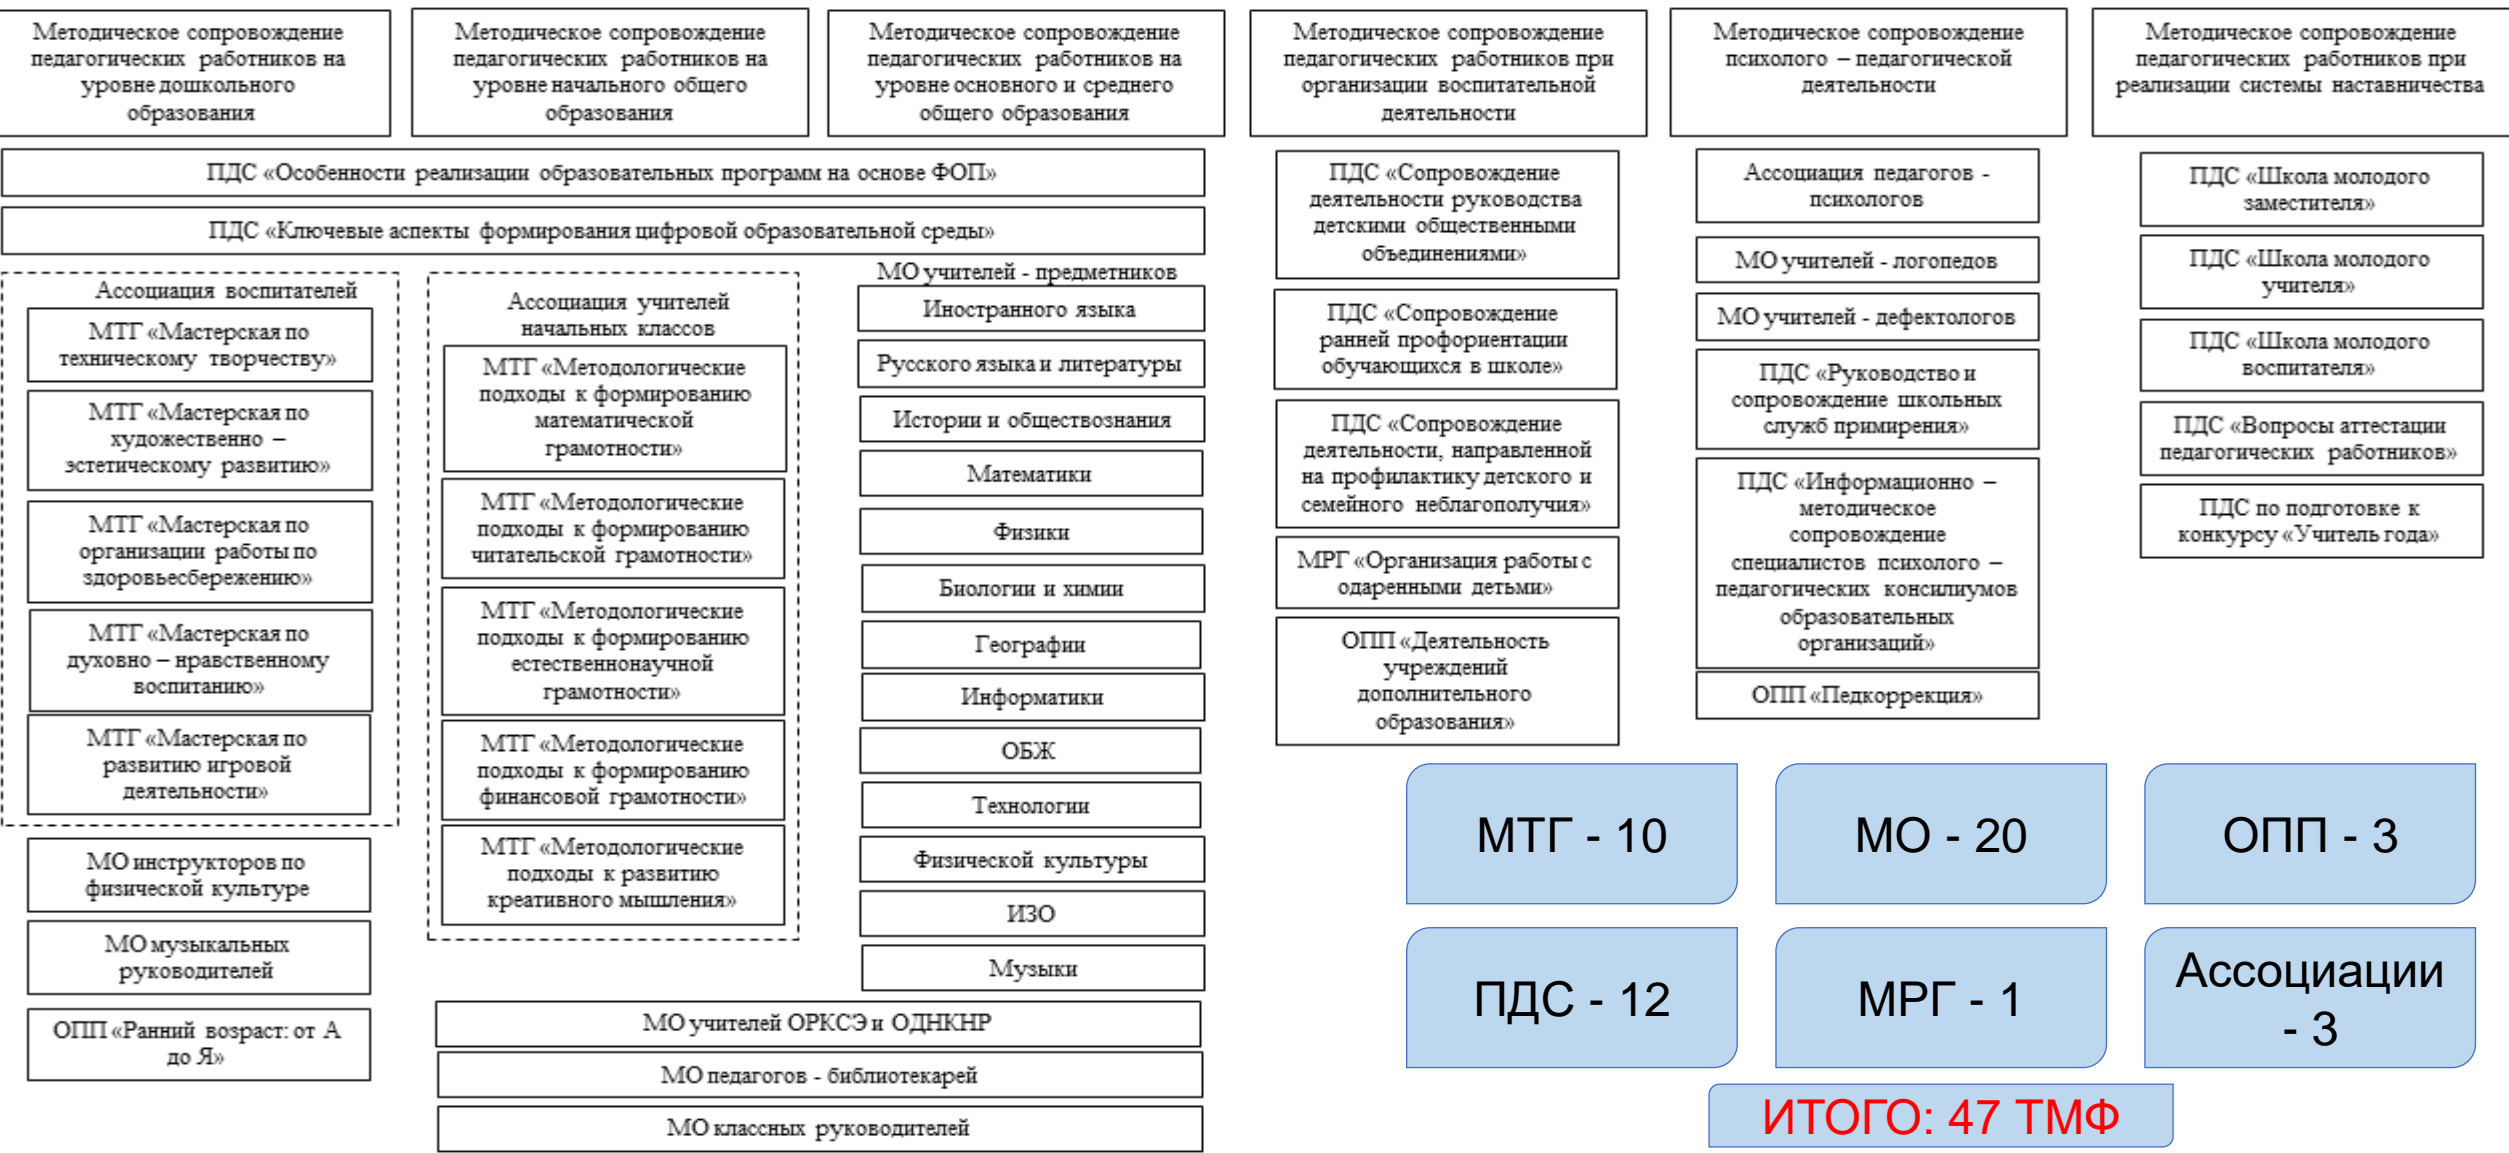 Методическое сопровождение
педагогических работников на
уровне дошкольного
образования
Методическое сопровождение
педагогических работников на
уровне начального общего
образования
Методическое сопровождение
педагогических работников на
уровне основного и среднего
общего образования
Методическое сопровождение
педагогических работников при
организации воспитательной
деятельности
Методическое сопровождение
психолого – педагогической
деятельности
Методическое сопровождение
педагогических работников при
реализации системы наставничества
ПДС «Особенности реализации образовательных программ на основе ФОП»
ПДС «Ключевые аспекты формирования цифровой образовательной среды»
Ассоциация воспитателей
МТГ «Мастерская по
техническому творчеству»
МТГ «Мастерская по
художественно –
эстетическому развитию»
МТГ «Мастерская по
организации работы по
здоровьесбережению»
МТГ «Мастерская по
духовно – нравственному
воспитанию»
МТГ «Мастерская по
развитию игровой
деятельности»
МО инструкторов по
физической культуре
МО музыкальных
руководителей
ОПП «Ранний возраст: от А
до Я»
Ассоциация учителей
начальных классов
МТГ «Методологические
подходы к формированию
математической
грамотности»
МТГ «Методологические
подходы к формированию
читательской грамотности»
МТГ «Методологические
подходы к формированию
естественнонаучной
грамотности»
МТГ «Методологические
подходы к формированию
финансовой грамотности»
МТГ «Методологические
подходы к развитию
креативного мышления»
МО учителей - предметников
Иностранного языка
Русского языка и литературы
Истории и обществознания
Математики
Физики
Биологии и химии
Географии
Информатики
ОБЖ
Технологии
Физической культуры
ИЗО
Музыки
МО учителей ОРКСЭ и ОДНКНР
МО педагогов - библиотекарей
МО классных руководителей
ПДС «Сопровождение
деятельности руководства
детскими общественными
объединениями»
ПДС «Сопровождение
ранней профориентации
обучающихся в школе»
ПДС «Сопровождение
деятельности, направленной
на профилактику детского и
семейного неблагополучия»
МРГ «Организация работы с
одаренными детьми»
ОПП «Деятельность
учреждений
дополнительного
образования»
Ассоциация педагогов -
психологов
МО учителей - логопедов
МО учителей - дефектологов
ПДС «Руководство и
сопровождение школьных
служб примирения»
ПДС «Информационно –
методическое
сопровождение
специалистов психолого –
педагогических консилиумов
образовательных
организаций»
ОПП «Педкоррекция»
ПДС «Школа молодого
заместителя»
ПДС «Школа молодого
учителя»
ПДС «Школа молодого
воспитателя»
ПДС «Вопросы аттестации
педагогических работников»
ПДС по подготовке к
конкурсу «Учитель года»
МТГ - 10
МО - 20
ОПП - 3
ПДС - 12
МРГ - 1
Ассоциации
- 3
ИТОГО: 47 ТМФ